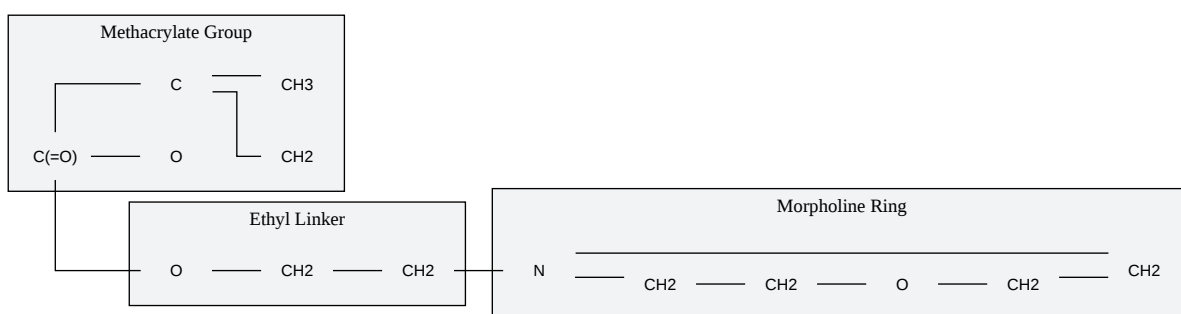 Methacrylate Group
C CH3
C(=O) O CH2
Morpholine Ring
Ethyl Linker
O CH2 CH2 N CH2 CH2 O CH2 CH2